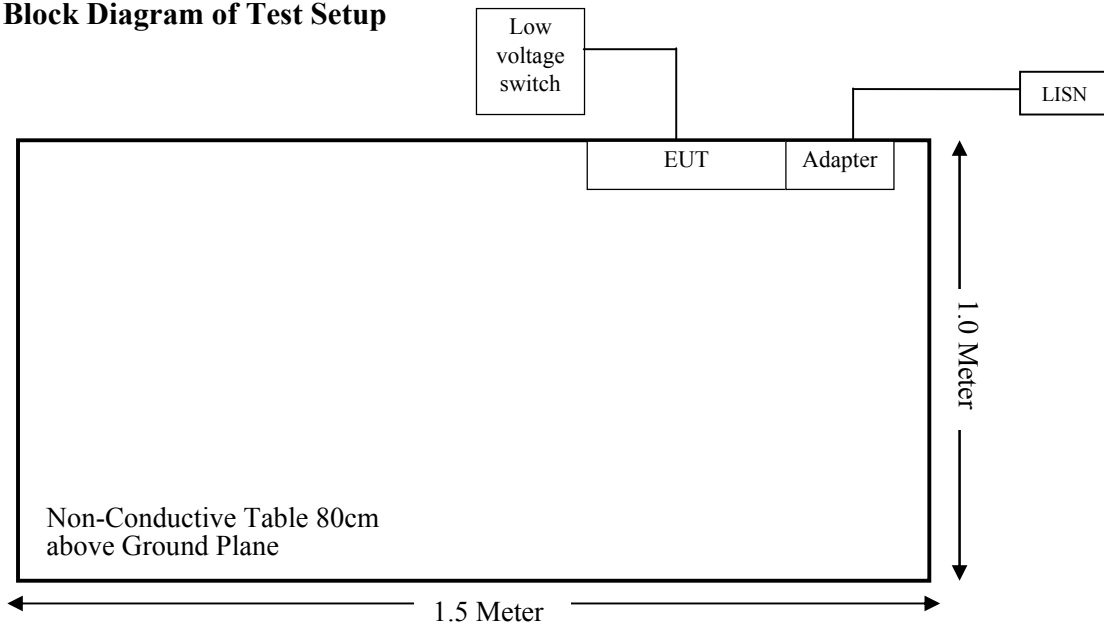 Block Diagram of Test Setup
Low
voltage
switch
LISN
EUT
Adapter
1.0 Meter
Non-Conductive Table 80cm
above Ground Plane
1.5 Meter